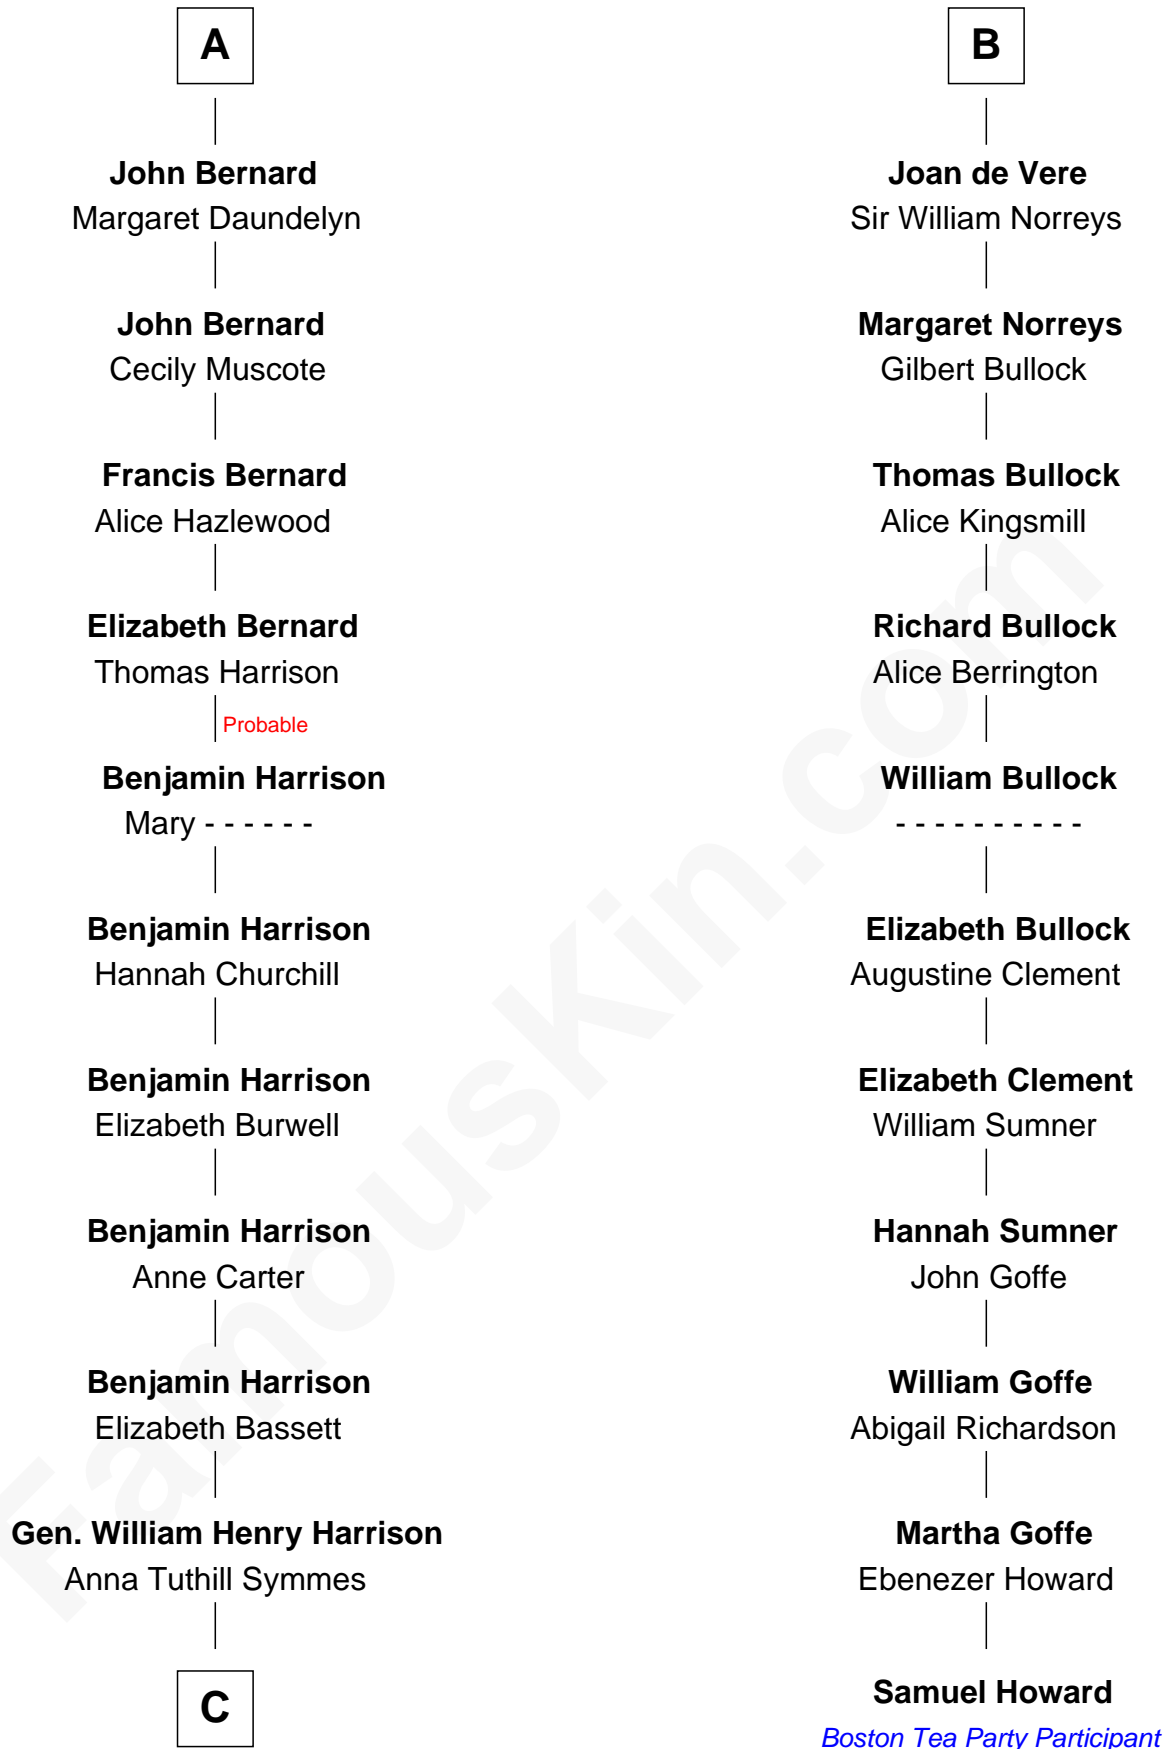 A
John Bernard
Margaret Daundelyn
John Bernard
Cecily Muscote
Francis Bernard
Alice Hazlewood
Elizabeth Bernard
Thomas Harrison
Probable
Benjamin Harrison
Mary - - - - - -
Benjamin Harrison
Hannah Churchill
Benjamin Harrison
Elizabeth Burwell
Benjamin Harrison
Anne Carter
Benjamin Harrison
Elizabeth Bassett
Gen. William Henry Harrison
Anna Tuthill Symmes
C
B
Joan de Vere
Sir William Norreys
Margaret Norreys
Gilbert Bullock
Thomas Bullock
Alice Kingsmill
Richard Bullock
Alice Berrington
William Bullock
- - - - - - - - - -
Elizabeth Bullock
Augustine Clement
Elizabeth Clement
William Sumner
Hannah Sumner
John Goffe
William Goffe
Abigail Richardson
Martha Goffe
Ebenezer Howard
Samuel Howard
Boston Tea Party Participant
FamousKin.com